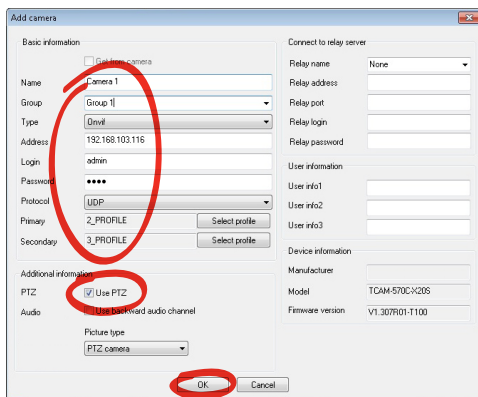 Add camera
Basic information
Get from camera
Name Camera 1
Group Group 1
Type Onvif
Address 192.168.103.116
Login admin
Password ••••
Protocol UDP
Primary 2_PROFILE Select profile
Secondary 3_PROFILE Select profile
Additional information
PTZ Use PTZ
Audio Use backward audio channel
Picture type
PTZ camera
Connect to relay server
Relay name None
Relay address
Relay port
Relay login
Relay password
User information
User info1
User info2
User info3
Device information
Manufacturer
Model TCAM-570C-X20S
Firmware version V1.307R01-T100
OK Cancel